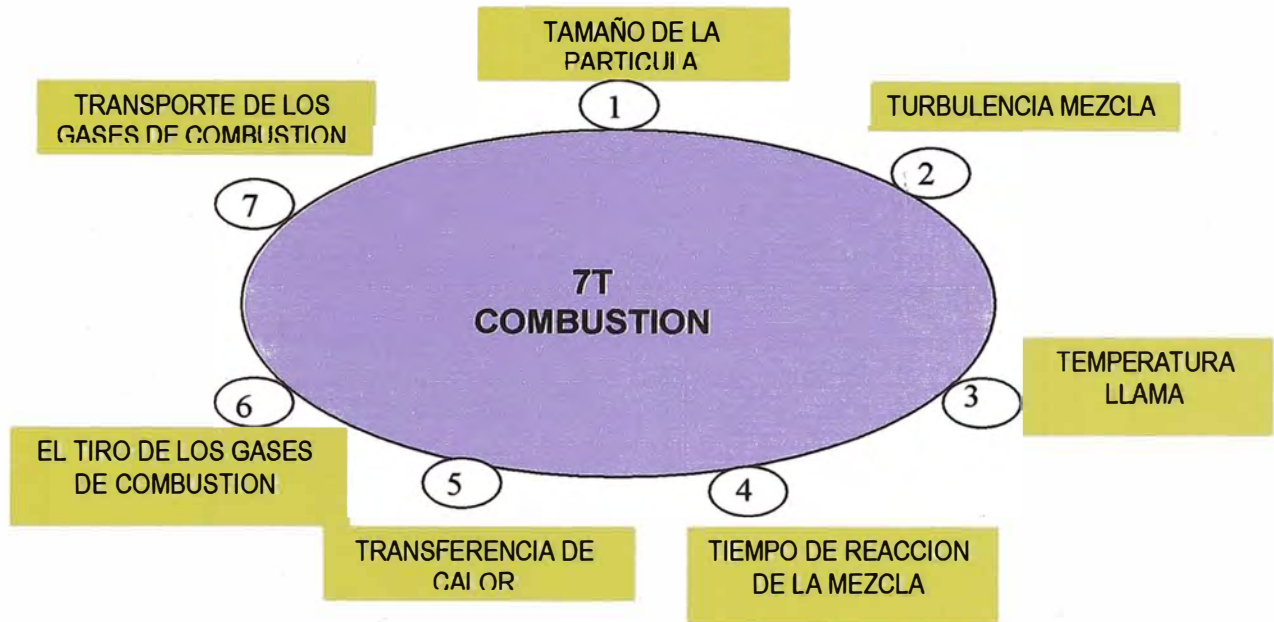 TAMAÑO DE LA
PARTICULA
1
TURBULENCIA MEZCLA
2
TEMPERATURA
LLAMA
3
TIEMPO DE REACCION
DE LA MEZCLA
4
TRANSFERENCIA DE
CALOR
5
EL TIRO DE LOS GASES
DE COMBUSTION
6
TRANSPORTE DE LOS
GASES DE COMBUSTION
7
7T
COMBUSTION